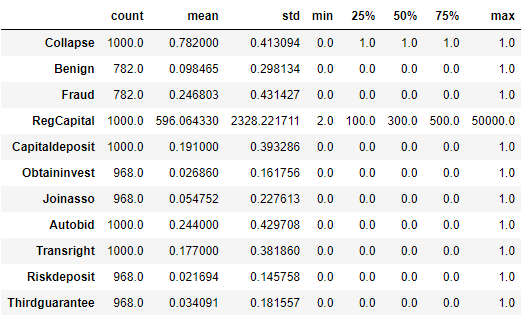 count mean std min 25% 50% 75% max
Collapse 1000.0 0.782000 0.413094 0.0 1.0 1.0 1.0 1.0
Benign 782.0 0.098465 0.298134 0.0 0.0 0.0 0.0 1.0
Fraud 782.0 0.246803 0.431427 0.0 0.0 0.0 0.0 1.0
RegCapital 1000.0 596.064330 2328.221711 2.0 100.0 300.0 500.0 50000.0
Capitaldeposit 1000.0 0.191000 0.393286 0.0 0.0 0.0 0.0 1.0
Obtaininvest 968.0 0.026860 0.161756 0.0 0.0 0.0 0.0 1.0
Joinasso 968.0 0.054752 0.227613 0.0 0.0 0.0 0.0 1.0
Autobid 1000.0 0.244000 0.429708 0.0 0.0 0.0 0.0 1.0
Transright 1000.0 0.177000 0.381860 0.0 0.0 0.0 0.0 1.0
Riskdeposit 968.0 0.021694 0.145758 0.0 0.0 0.0 0.0 1.0
Thirdguarantee 968.0 0.034091 0.181557 0.0 0.0 0.0 0.0 1.0